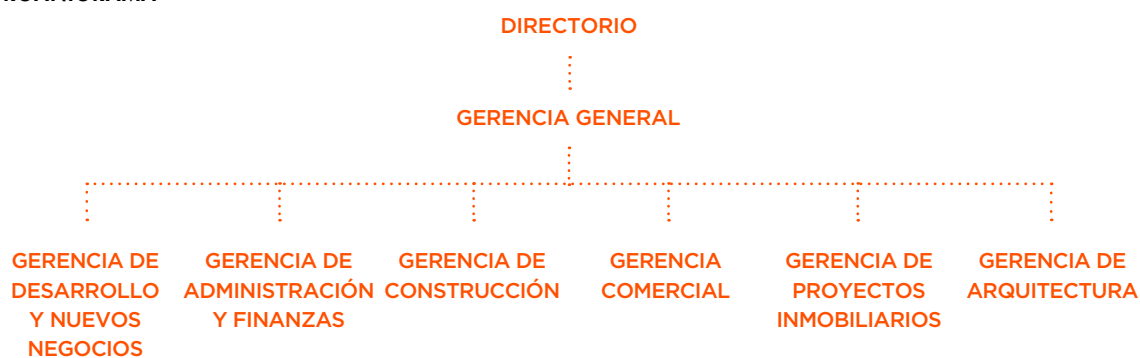 DIRECTORIO
GERENCIA GENERAL
GERENCIA DE
DESARROLLO
Y NUEVOS
NEGOCIOS
GERENCIA DE
ADMINISTRACIÓN
Y FINANZAS
GERENCIA DE
CONSTRUCCIÓN
GERENCIA
COMERCIAL
GERENCIA DE
PROYECTOS
INMOBILIARIOS
GERENCIA DE
ARQUITECTURA